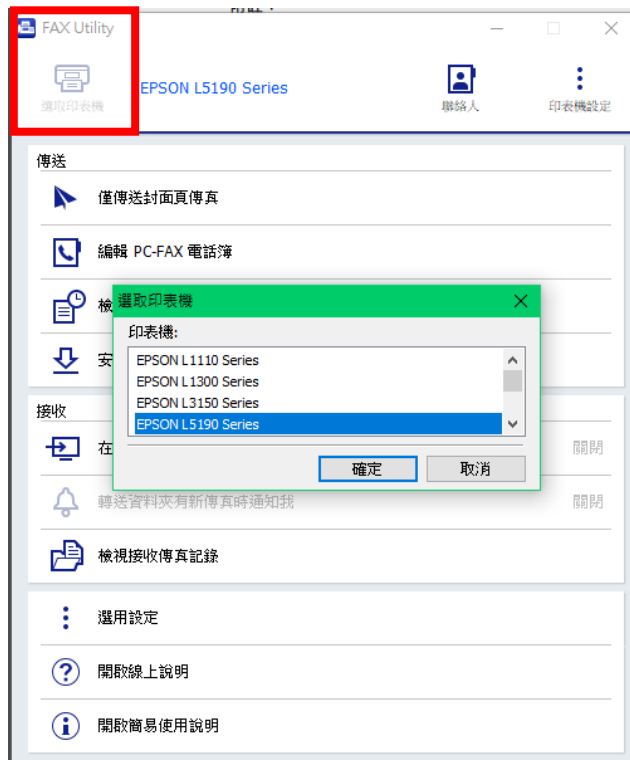 FAX Utility
選取印表機
EPSON L5190 Series
聯絡人
印表機設定
傳送
僅傳送封面頁傳真
編輯 PC-FAX 電話簿
檢
選取印表機
印表機:
安
EPSON L1110 Series
EPSON L1300 Series
EPSON L3150 Series
EPSON L5190 Series
接收
在
關閉
確定
取消
轉送資料夾有新傳真時通知我
關閉
檢視接收傳真記錄
選用設定
開啟線上說明
開啟簡易使用說明